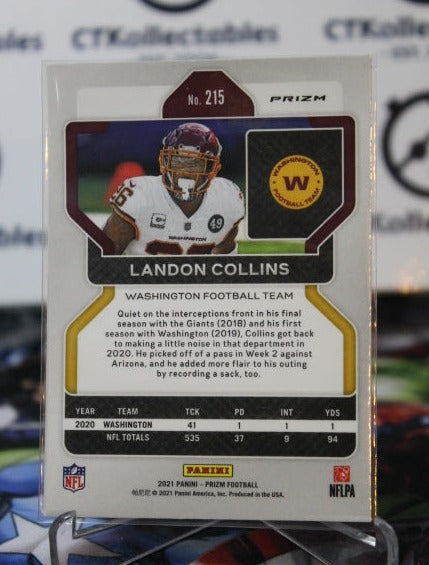 CTKollectables
No. 215
PRIZM
WASHINGTON
W
FOOTBALL TEAM
49
WASHINGTON
LANDON COLLINS
WASHINGTON FOOTBALL TEAM
Quiet on the interceptions front in his final
season with the Giants (2018) and his first
season with Washington (2019), Collins got back
to making a little noise in that department in
2020. He picked off of a pass in Week 2 against
Arizona, and he added more flair to his outing
by recording a sack, too.
YEAR TEAM TCK PD INT YDS
2020 WASHINGTON 41 1 1 1
NFL TOTALS 535 37 9 94
NFL
PANINI
NFLPA
2021 PANINI – PRIZM FOOTBALL
帕尼尼 © 2021 Panini America, Inc. Produced in the USA.